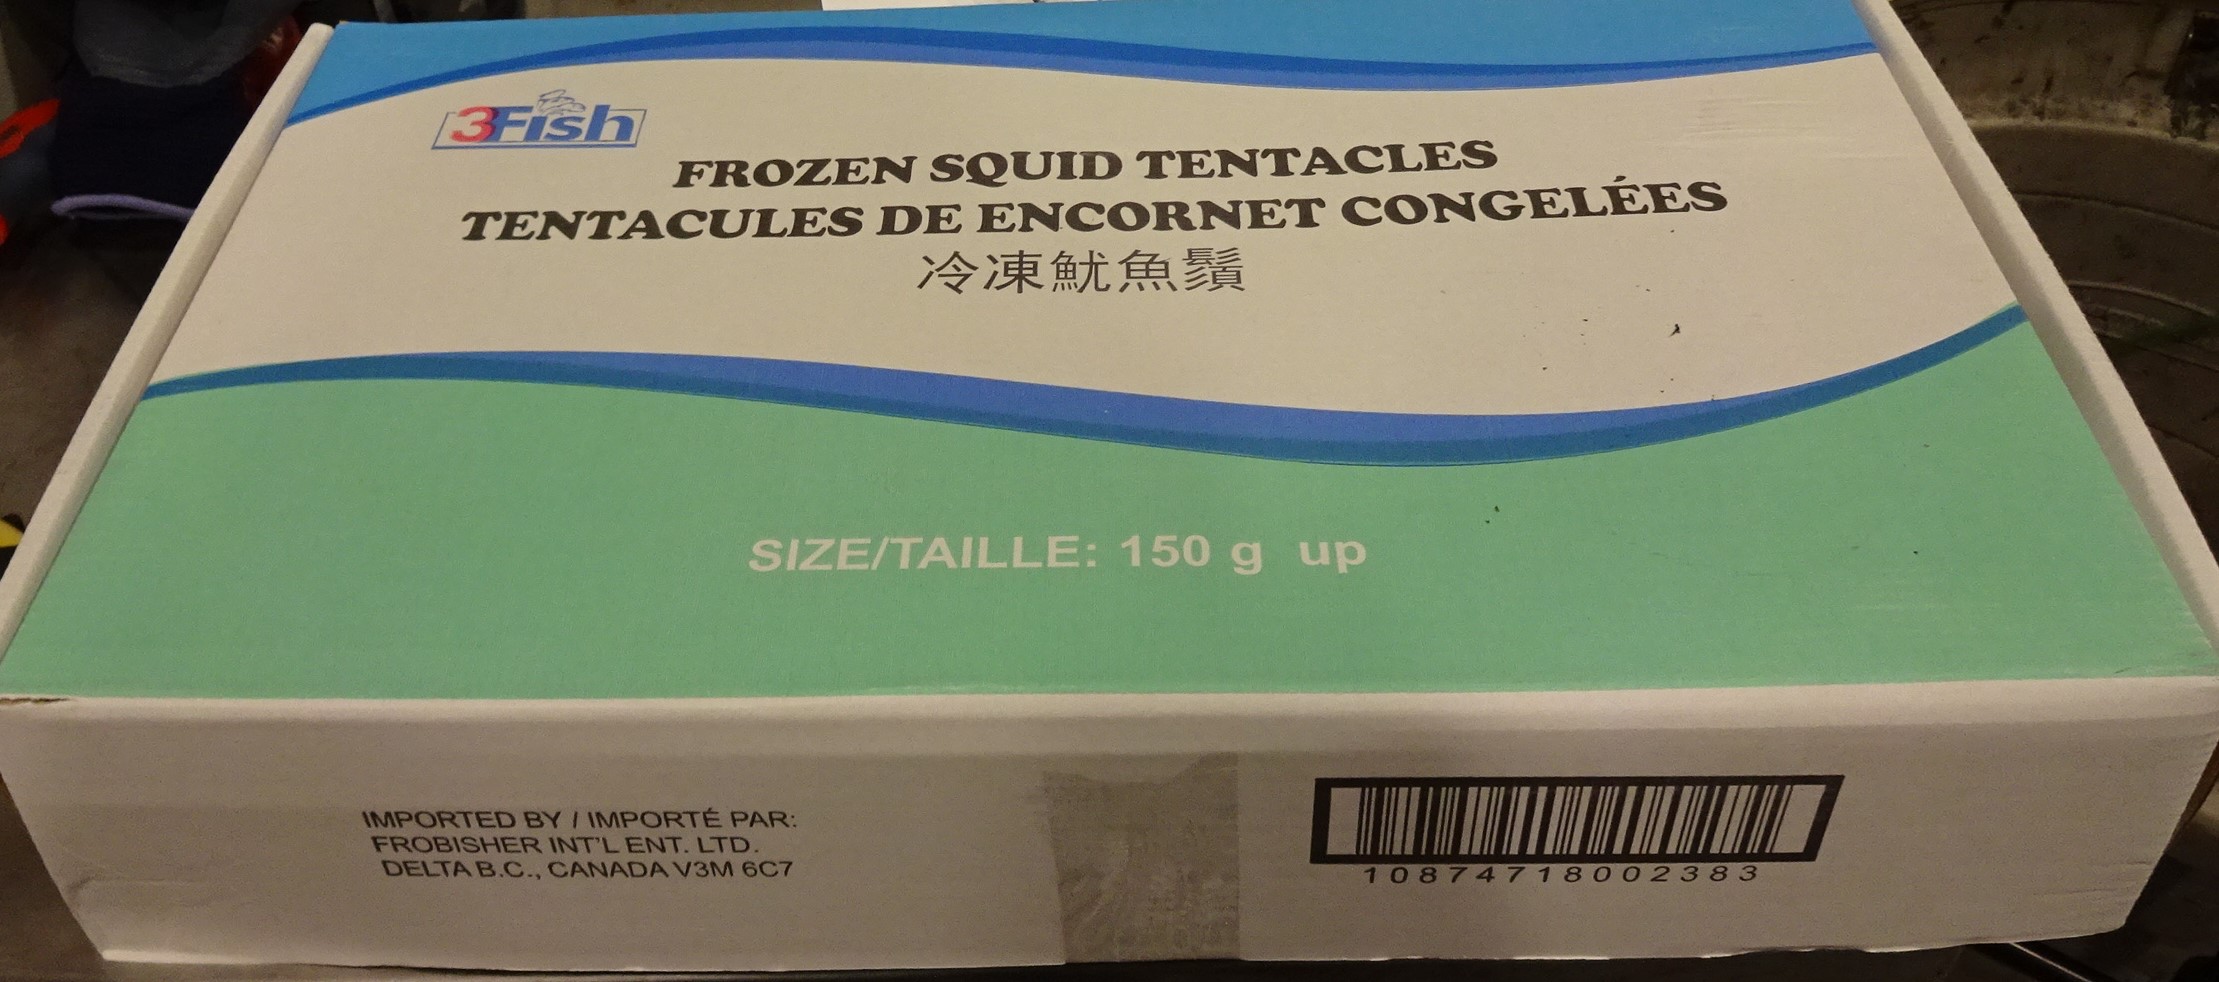 3Fish
FROZEN SQUID TENTACLES
TENTACULES DE ENCORNET CONGELÉES
冷凍魷魚鬚
SIZE/TAILLE: 150 g up
IMPORTED BY / IMPORTÉ PAR:
FROBISHER INT'L ENT. LTD.
DELTA B.C., CANADA V3M 6C7
10874718002383